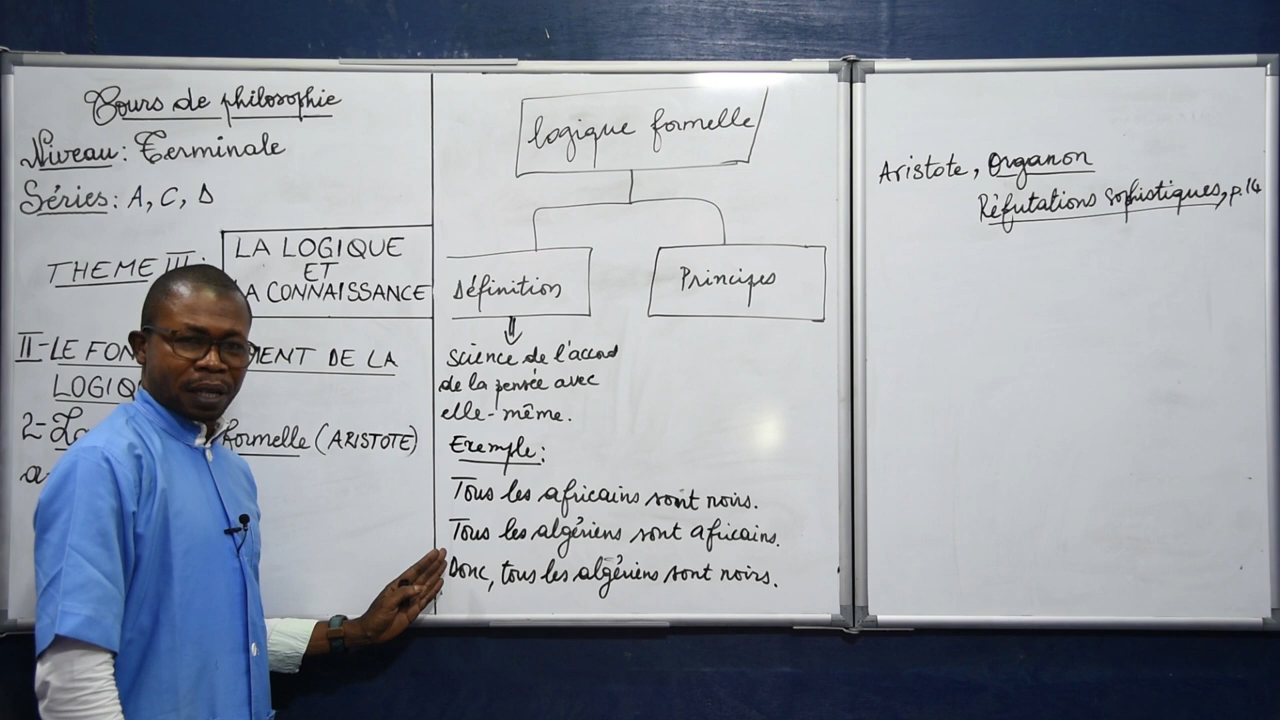 Cours de philosophie
Niveau : Terminale
Séries : A, C, D
THEME III :
LA LOGIQUE
ET
LA CONNAISSANCE
II- LE FON MENT DE LA
LOGIQ
2- La formelle (ARISTOTE)
a-
logique formelle
Définition
Principes
Science de l'accord
de la pensée avec
elle-même.
Exemple :
Tous les africains sont noirs.
Tous les algériens sont africains.
Donc, tous les algériens sont noirs.
Aristote, Organon
Réfutations sophistiques, p.14